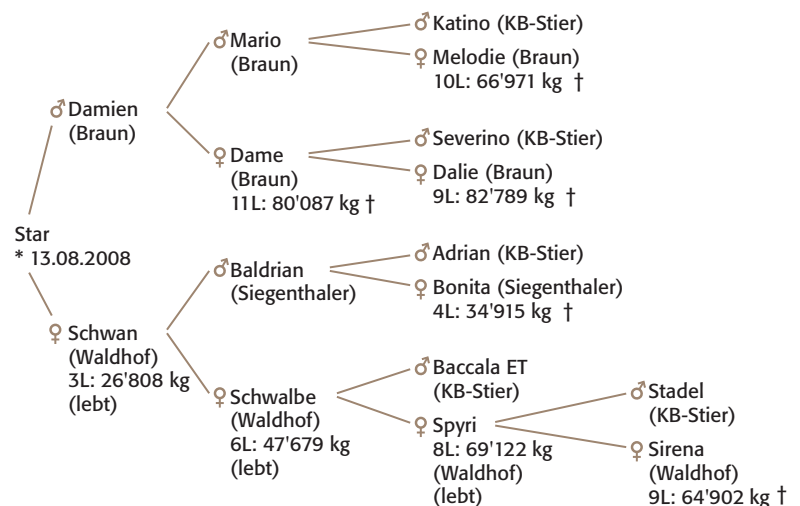 ♂ Katino (KB-Stier)
♂ Mario
(Braun)
♀ Melodie (Braun)
10L: 66'971 kg †
♂ Damien
(Braun)
♂ Severino (KB-Stier)
♀ Dame
(Braun)
11L: 80'087 kg †
♀ Dalie (Braun)
9L: 82'789 kg †
Star
* 13.08.2008
♂ Adrian (KB-Stier)
♂ Baldrian
(Siegenthaler)
♀ Bonita (Siegenthaler)
4L: 34'915 kg †
♀ Schwan
(Waldhof)
3L: 26'808 kg
(lebt)
♂ Baccala ET
(KB-Stier)
♀ Schwalbe
(Waldhof)
6L: 47'679 kg
(lebt)
♂ Stadel
(KB-Stier)
♀ Spyri
8L: 69'122 kg
(Waldhof)
(lebt)
♀ Sirena
(Waldhof)
9L: 64'902 kg †